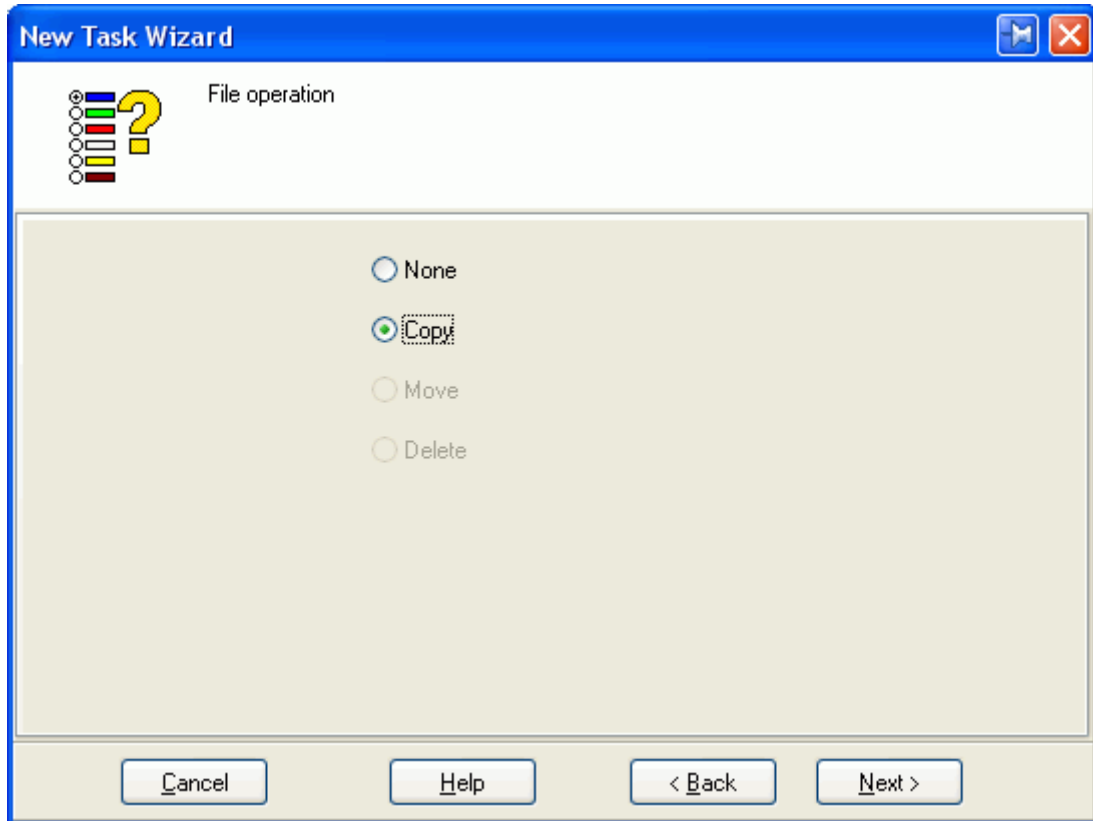 New Task Wizard
File operation
None
Copy
Move
Delete
Cancel
Help
< Back
Next >